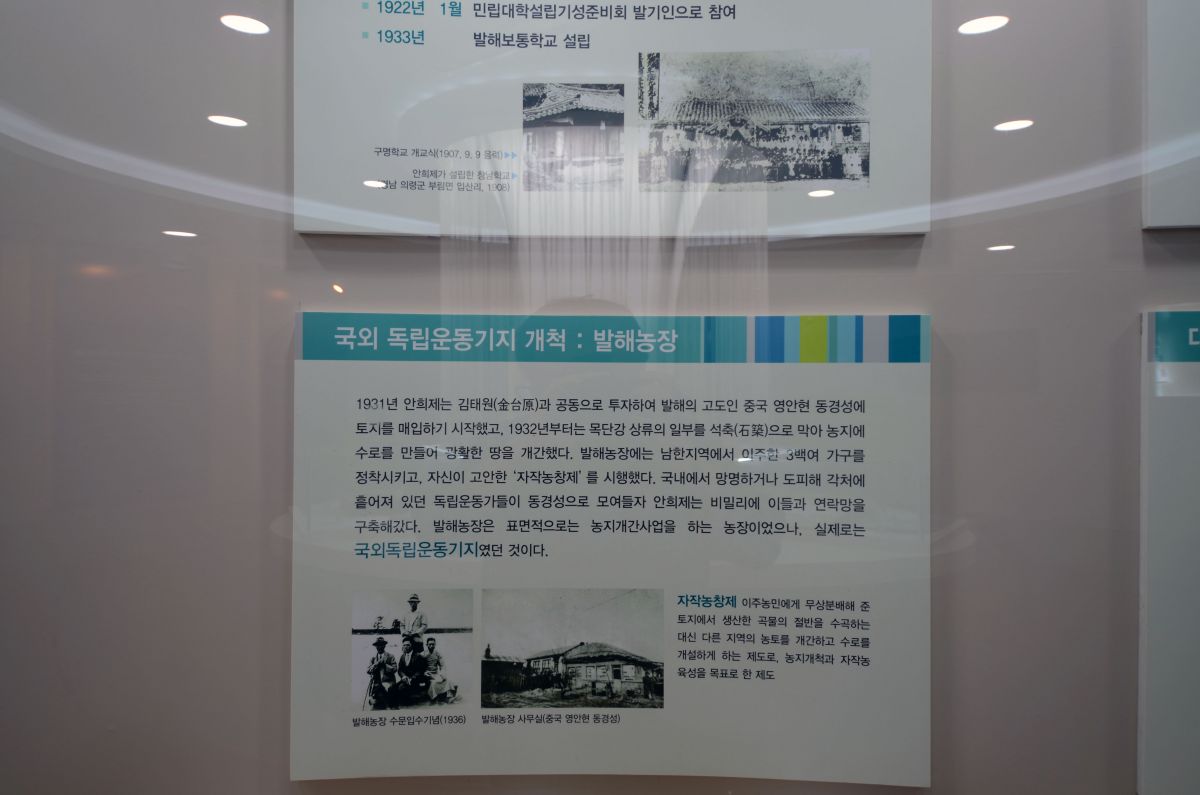 1922년 1월 민립대학설립기성준비회 발기인으로 참여
1933년 발해보통학교 설립
구명학교 개교식(1907. 9. 9 음력)▶▶
안희제가 설립한 창남학교▶
(경남 의령군 부림면 입산리, 1908)
국외 독립운동기지 개척 : 발해농장
1931년 안희제는 김태원(金台原)과 공동으로 투자하여 발해의 고도인 중국 영안현 동경성에
토지를 매입하기 시작했고, 1932년부터는 목단강 상류의 일부를 석축(石築)으로 막아 농지에
수로를 만들어 광활한 땅을 개간했다. 발해농장에는 남한지역에서 이주한 3백여 가구를
정착시키고, 자신이 고안한 '자작농창제' 를 시행했다. 국내에서 망명하거나 도피해 각처에
흩어져 있던 독립운동가들이 동경성으로 모여들자 안희제는 비밀리에 이들과 연락망을
구축해갔다. 발해농장은 표면적으로는 농지개간사업을 하는 농장이었으나, 실제로는
국외독립운동기지였던 것이다.
자작농창제 이주농민에게 무상분배해 준
토지에서 생산한 곡물의 절반을 수곡하는
대신 다른 지역의 농토를 개간하고 수로를
개설하게 하는 제도로, 농지개척과 자작농
육성을 목표로 한 제도
발해농장 수문입수기념(1936)
발해농장 사무실(중국 영안현 동경성)